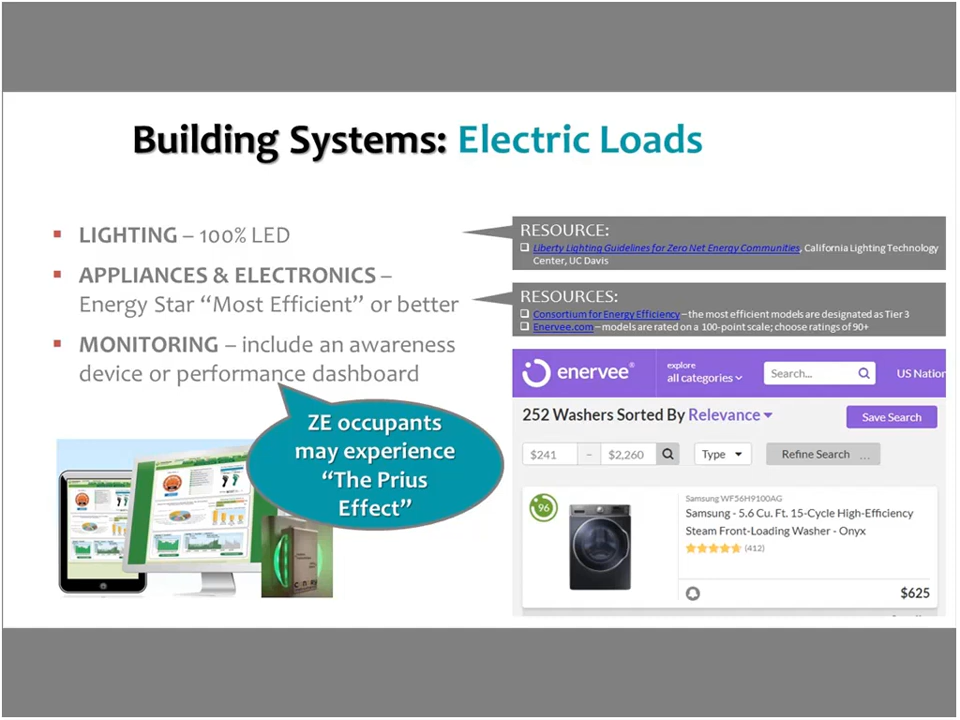 Building Systems: Electric Loads
▪ LIGHTING – 100% LED
▪ APPLIANCES & ELECTRONICS –
Energy Star “Most Efficient” or better
▪ MONITORING – include an awareness
device or performance dashboard
ZE occupants
may experience
“The Prius
Effect”
RESOURCE:
❑ Liberty Lighting Guidelines for Zero Net Energy Communities, California Lighting Technology
Center, UC Davis
RESOURCES:
❑ Consortium for Energy Efficiency – the most efficient models are designated as Tier 3
❑ Enervee.com – models are rated on a 100-point scale; choose ratings of 90+
enervee®
explore
all categories
Search...
US Nation
252 Washers Sorted By Relevance
Save Search
$241 – $2,260
Type
Refine Search ...
96
Samsung WF56H9100AG
Samsung - 5.6 Cu. Ft. 15-Cycle High-Efficiency
Steam Front-Loading Washer - Onyx
(412)
$625